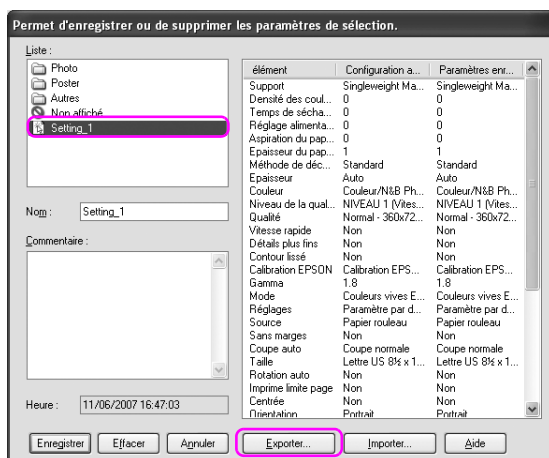 Permet d'enregistrer ou de supprimer les paramètres de sélection.
Liste :
Photo
Poster
Autres
Non affiché
Setting_1
Nom : Setting_1
Commentaire :
Heure : 11/06/2007 16:47:03
élément Configuration a... Paramètres enr...
Support Singleweight Ma... Singleweight Ma...
Densité des coul... 0 0
Temps de sécha... 0 0
Réglage alimenta... 0 0
Aspiration du pap... 0 0
Epaisseur du pap... 1 1
Méthode de déc... Standard Standard
Epaisseur Auto Auto
Couleur Couleur/N&B Ph... Couleur/N&B Ph...
Niveau de la qual... NIVEAU 1 (Vites... NIVEAU 1 (Vites...
Qualité Normal - 360x72... Normal - 360x72...
Vitesse rapide Non Non
Détails plus fins Non Non
Contour lissé Non Non
Calibration EPSON Calibration EPS... Calibration EPS...
Gamma 1.8 1.8
Mode Couleurs vives E... Couleurs vives E...
Réglages Paramètre par d... Paramètre par d...
Source Papier rouleau Papier rouleau
Sans marges Non Non
Coupe auto Coupe normale Coupe normale
Taille Lettre US 8½ x 1... Lettre US 8½ x 1...
Rotation auto Non Non
Imprime limite page Non Non
Centrée Non Non
Orientation Portrait Portrait
Enregistrer Effacer Annuler Exporter... Importer... Aide